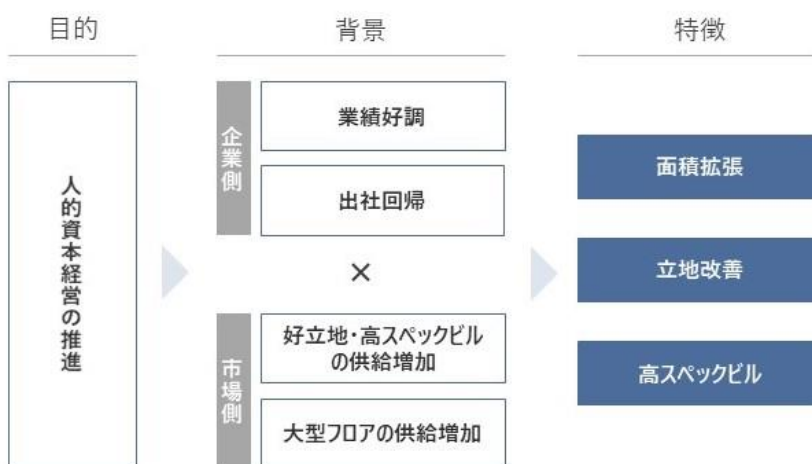 目的
背景
特徴
人的資本経営の推進
企業側
業績好調
出社回帰
×
市場側
好立地・高スペックビル
の供給増加
大型フロアの供給増加
面積拡張
立地改善
高スペックビル